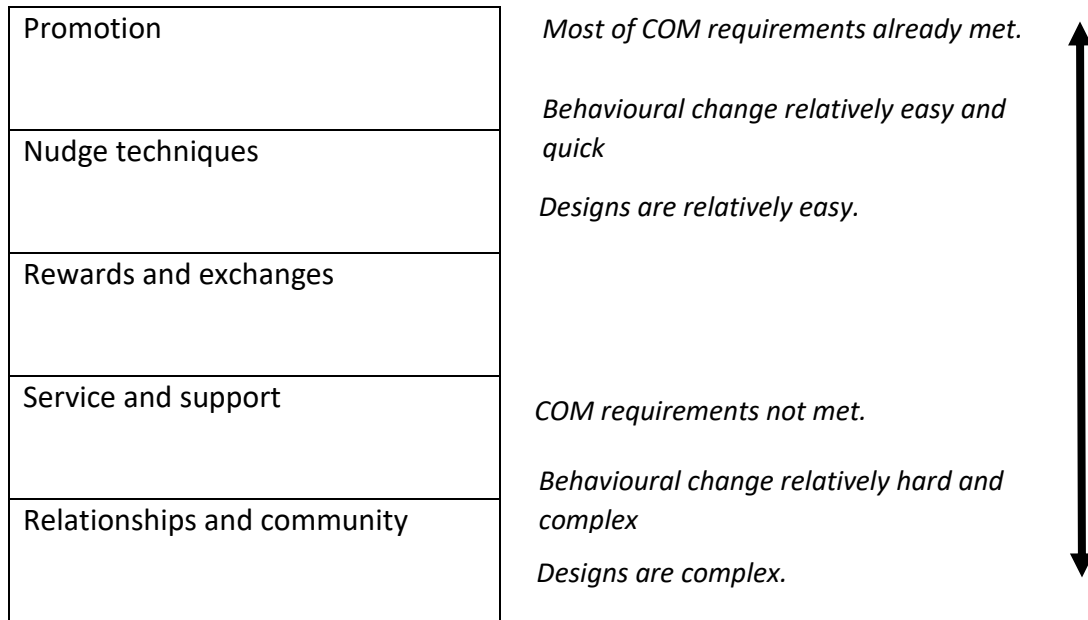 Promotion
Most of COM requirements already met.
Behavioural change relatively easy and
quick
Nudge techniques
Designs are relatively easy.
Rewards and exchanges
Service and support
COM requirements not met.
Behavioural change relatively hard and
complex
Relationships and community
Designs are complex.